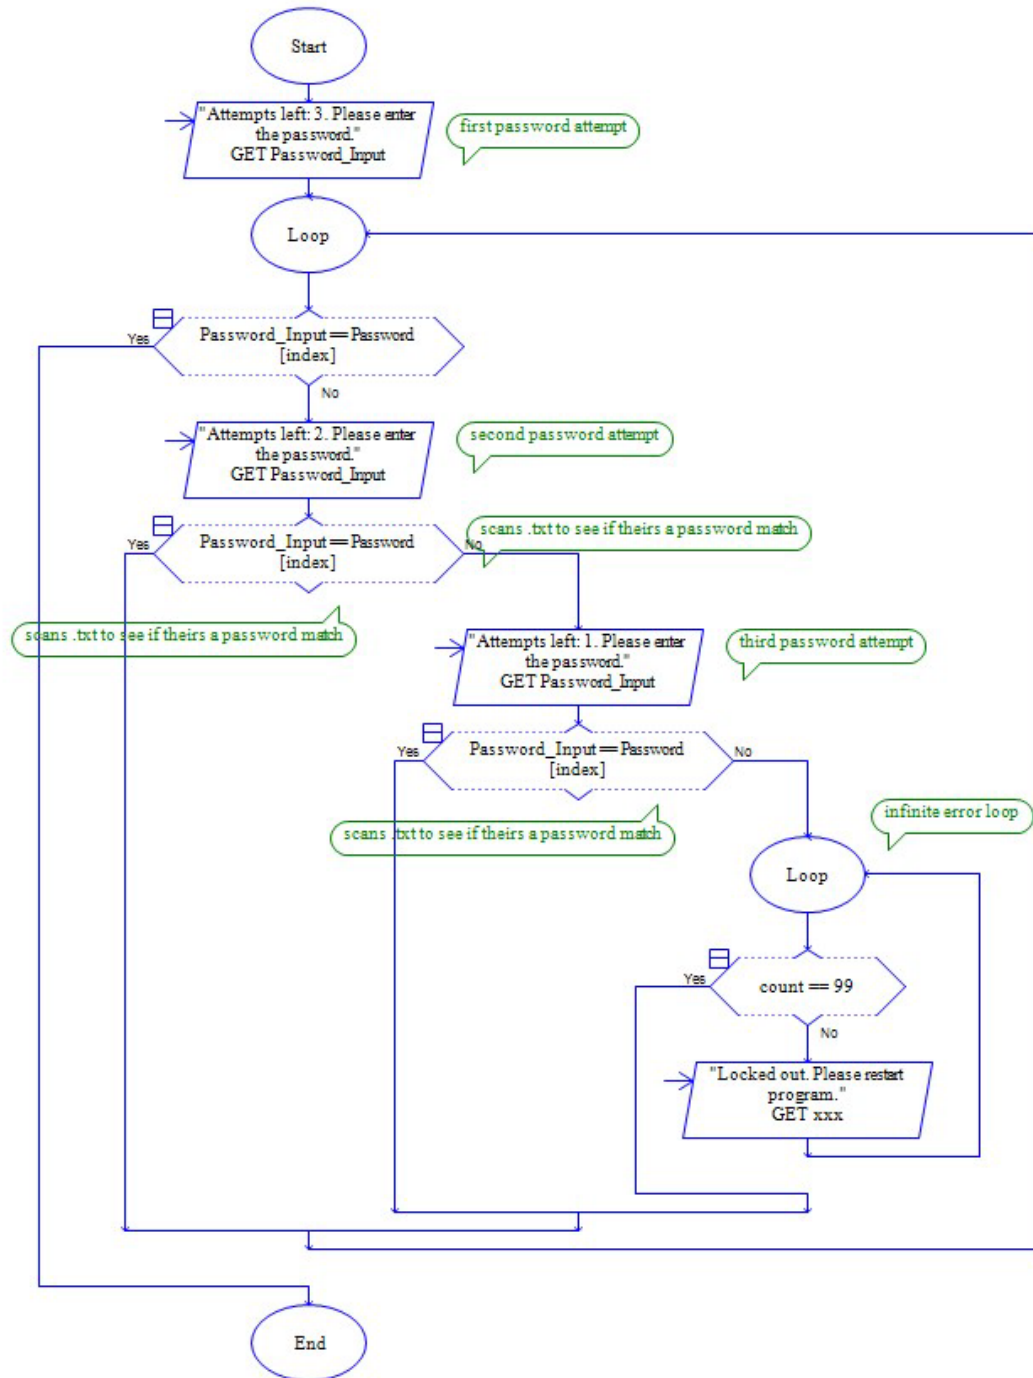 Start
"Attempts left: 3. Please enter
the password."
GET Password_Input
first password attempt
Loop
Yes
Password_Input == Password
[index]
No
"Attempts left: 2. Please enter
the password."
GET Password_Input
second password attempt
Yes
Password_Input == Password
[index]
No
scans .txt to see if theirs a password match
scans .txt to see if theirs a password match
"Attempts left: 1. Please enter
the password."
GET Password_Input
third password attempt
Yes
Password_Input == Password
[index]
No
scans .txt to see if theirs a password match
infinite error loop
Loop
Yes
count == 99
No
"Locked out. Please restart
program."
GET xxx
End